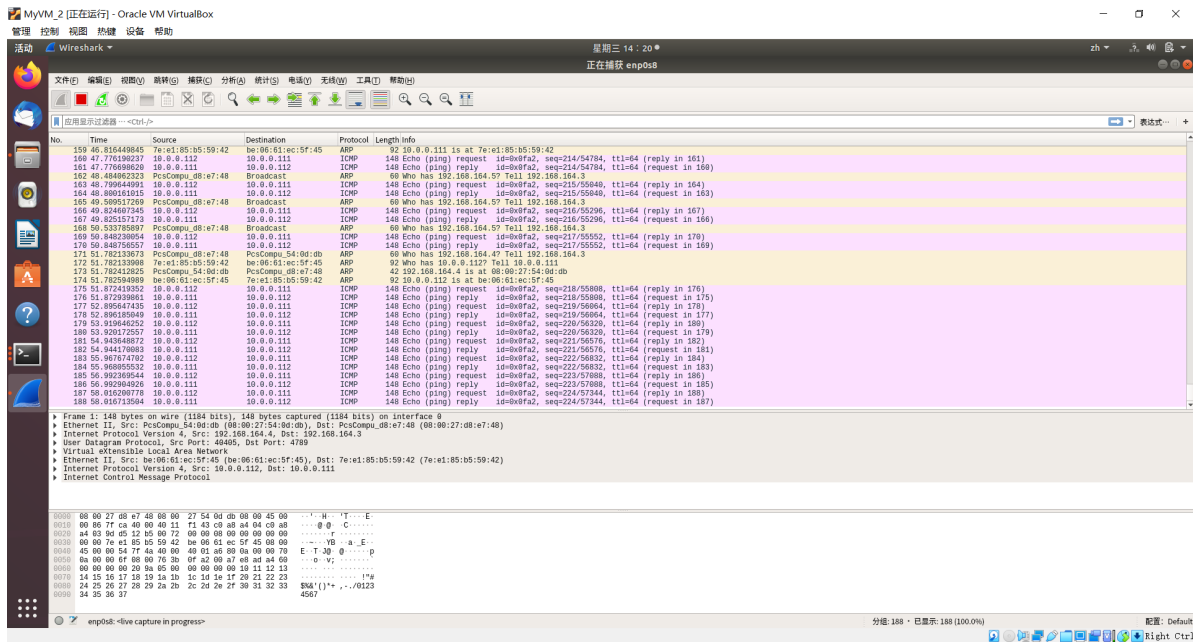 MyVM_2 [正在运行] - Oracle VM VirtualBox
管理 控制 视图 热键 设备 帮助
活动 Wireshark 星期三 14：20 zh
正在捕获 enp0s8
文件(F) 编辑(E) 视图(V) 跳转(G) 捕获(C) 分析(A) 统计(S) 电话(Y) 无线(W) 工具(T) 帮助(H)
应用显示过滤器 … <Ctrl-/> 表达式… +
No. Time Source Destination Protocol Length Info
159 46.816449845 7e:e1:85:b5:59:42 be:06:61:ec:5f:45 ARP 92 10.0.0.111 is at 7e:e1:85:b5:59:42
160 47.776190237 10.0.0.112 10.0.0.111 ICMP 148 Echo (ping) request id=0x0fa2, seq=214/54784, ttl=64 (reply in 161)
161 47.776698620 10.0.0.111 10.0.0.112 ICMP 148 Echo (ping) reply id=0x0fa2, seq=214/54784, ttl=64 (request in 160)
162 48.484062323 PcsCompu_d8:e7:48 Broadcast ARP 60 Who has 192.168.164.5? Tell 192.168.164.3
163 48.799644991 10.0.0.112 10.0.0.111 ICMP 148 Echo (ping) request id=0x0fa2, seq=215/55040, ttl=64 (reply in 164)
164 48.800161015 10.0.0.111 10.0.0.112 ICMP 148 Echo (ping) reply id=0x0fa2, seq=215/55040, ttl=64 (request in 163)
165 49.509517269 PcsCompu_d8:e7:48 Broadcast ARP 60 Who has 192.168.164.5? Tell 192.168.164.3
166 49.824607345 10.0.0.112 10.0.0.111 ICMP 148 Echo (ping) request id=0x0fa2, seq=216/55296, ttl=64 (reply in 167)
167 49.825157173 10.0.0.111 10.0.0.112 ICMP 148 Echo (ping) reply id=0x0fa2, seq=216/55296, ttl=64 (request in 166)
168 50.533785897 PcsCompu_d8:e7:48 Broadcast ARP 60 Who has 192.168.164.5? Tell 192.168.164.3
169 50.848230054 10.0.0.112 10.0.0.111 ICMP 148 Echo (ping) request id=0x0fa2, seq=217/55552, ttl=64 (reply in 170)
170 50.848756557 10.0.0.111 10.0.0.112 ICMP 148 Echo (ping) reply id=0x0fa2, seq=217/55552, ttl=64 (request in 169)
171 51.782133673 PcsCompu_d8:e7:48 PcsCompu_54:0d:db ARP 60 Who has 192.168.164.4? Tell 192.168.164.3
172 51.782133908 7e:e1:85:b5:59:42 be:06:61:ec:5f:45 ARP 92 Who has 10.0.0.112? Tell 10.0.0.111
173 51.782412825 PcsCompu_54:0d:db PcsCompu_d8:e7:48 ARP 42 192.168.164.4 is at 08:00:27:54:0d:db
174 51.782594989 be:06:61:ec:5f:45 7e:e1:85:b5:59:42 ARP 92 10.0.0.112 is at be:06:61:ec:5f:45
175 51.872419352 10.0.0.112 10.0.0.111 ICMP 148 Echo (ping) request id=0x0fa2, seq=218/55808, ttl=64 (reply in 176)
176 51.872939861 10.0.0.111 10.0.0.112 ICMP 148 Echo (ping) reply id=0x0fa2, seq=218/55808, ttl=64 (request in 175)
177 52.895647435 10.0.0.112 10.0.0.111 ICMP 148 Echo (ping) request id=0x0fa2, seq=219/56064, ttl=64 (reply in 178)
178 52.896185049 10.0.0.111 10.0.0.112 ICMP 148 Echo (ping) reply id=0x0fa2, seq=219/56064, ttl=64 (request in 177)
179 53.919646252 10.0.0.112 10.0.0.111 ICMP 148 Echo (ping) request id=0x0fa2, seq=220/56320, ttl=64 (reply in 180)
180 53.920172557 10.0.0.111 10.0.0.112 ICMP 148 Echo (ping) reply id=0x0fa2, seq=220/56320, ttl=64 (request in 179)
181 54.943648872 10.0.0.112 10.0.0.111 ICMP 148 Echo (ping) request id=0x0fa2, seq=221/56576, ttl=64 (reply in 182)
182 54.944170083 10.0.0.111 10.0.0.112 ICMP 148 Echo (ping) reply id=0x0fa2, seq=221/56576, ttl=64 (request in 181)
183 55.967674702 10.0.0.112 10.0.0.111 ICMP 148 Echo (ping) request id=0x0fa2, seq=222/56832, ttl=64 (reply in 184)
184 55.968055532 10.0.0.111 10.0.0.112 ICMP 148 Echo (ping) reply id=0x0fa2, seq=222/56832, ttl=64 (request in 183)
185 56.992369544 10.0.0.112 10.0.0.111 ICMP 148 Echo (ping) request id=0x0fa2, seq=223/57088, ttl=64 (reply in 186)
186 56.992904926 10.0.0.111 10.0.0.112 ICMP 148 Echo (ping) reply id=0x0fa2, seq=223/57088, ttl=64 (request in 185)
187 58.016200778 10.0.0.112 10.0.0.111 ICMP 148 Echo (ping) request id=0x0fa2, seq=224/57344, ttl=64 (reply in 188)
188 58.016713504 10.0.0.111 10.0.0.112 ICMP 148 Echo (ping) reply id=0x0fa2, seq=224/57344, ttl=64 (request in 187)
Frame 1: 148 bytes on wire (1184 bits), 148 bytes captured (1184 bits) on interface 0
Ethernet II, Src: PcsCompu_54:0d:db (08:00:27:54:0d:db), Dst: PcsCompu_d8:e7:48 (08:00:27:d8:e7:48)
Internet Protocol Version 4, Src: 192.168.164.4, Dst: 192.168.164.3
User Datagram Protocol, Src Port: 40405, Dst Port: 4789
Virtual eXtensible Local Area Network
Ethernet II, Src: be:06:61:ec:5f:45 (be:06:61:ec:5f:45), Dst: 7e:e1:85:b5:59:42 (7e:e1:85:b5:59:42)
Internet Protocol Version 4, Src: 10.0.0.112, Dst: 10.0.0.111
Internet Control Message Protocol
0000 08 00 27 d8 e7 48 08 00 27 54 0d db 08 00 45 00 ··'··H·· 'T····E·
0010 00 86 7f ca 40 00 40 11 f1 43 c0 a8 a4 04 c0 a8 ····@·@· ·C······
0020 a4 03 9d d5 12 b5 00 72 00 00 08 00 00 00 00 00 ·······r ········
0030 00 00 7e e1 85 b5 59 42 be 06 61 ec 5f 45 08 00 ··~···YB ··a·_E··
0040 45 00 00 54 7f 4a 40 00 40 01 a6 80 0a 00 00 70 E··T·J@· @······p
0050 0a 00 00 6f 08 00 76 3b 0f a2 00 a7 e8 ad a4 60 ···o··v; ·······`
0060 00 00 00 00 20 9a 05 00 00 00 00 00 10 11 12 13 ···· ··· ········
0070 14 15 16 17 18 19 1a 1b 1c 1d 1e 1f 20 21 22 23 ········ ···· !"#
0080 24 25 26 27 28 29 2a 2b 2c 2d 2e 2f 30 31 32 33 $%&'()*+ ,-./0123
0090 34 35 36 37 4567
enp0s8: <live capture in progress> 分组: 188 · 已显示: 188 (100.0%) 配置: Default
Right Ctrl